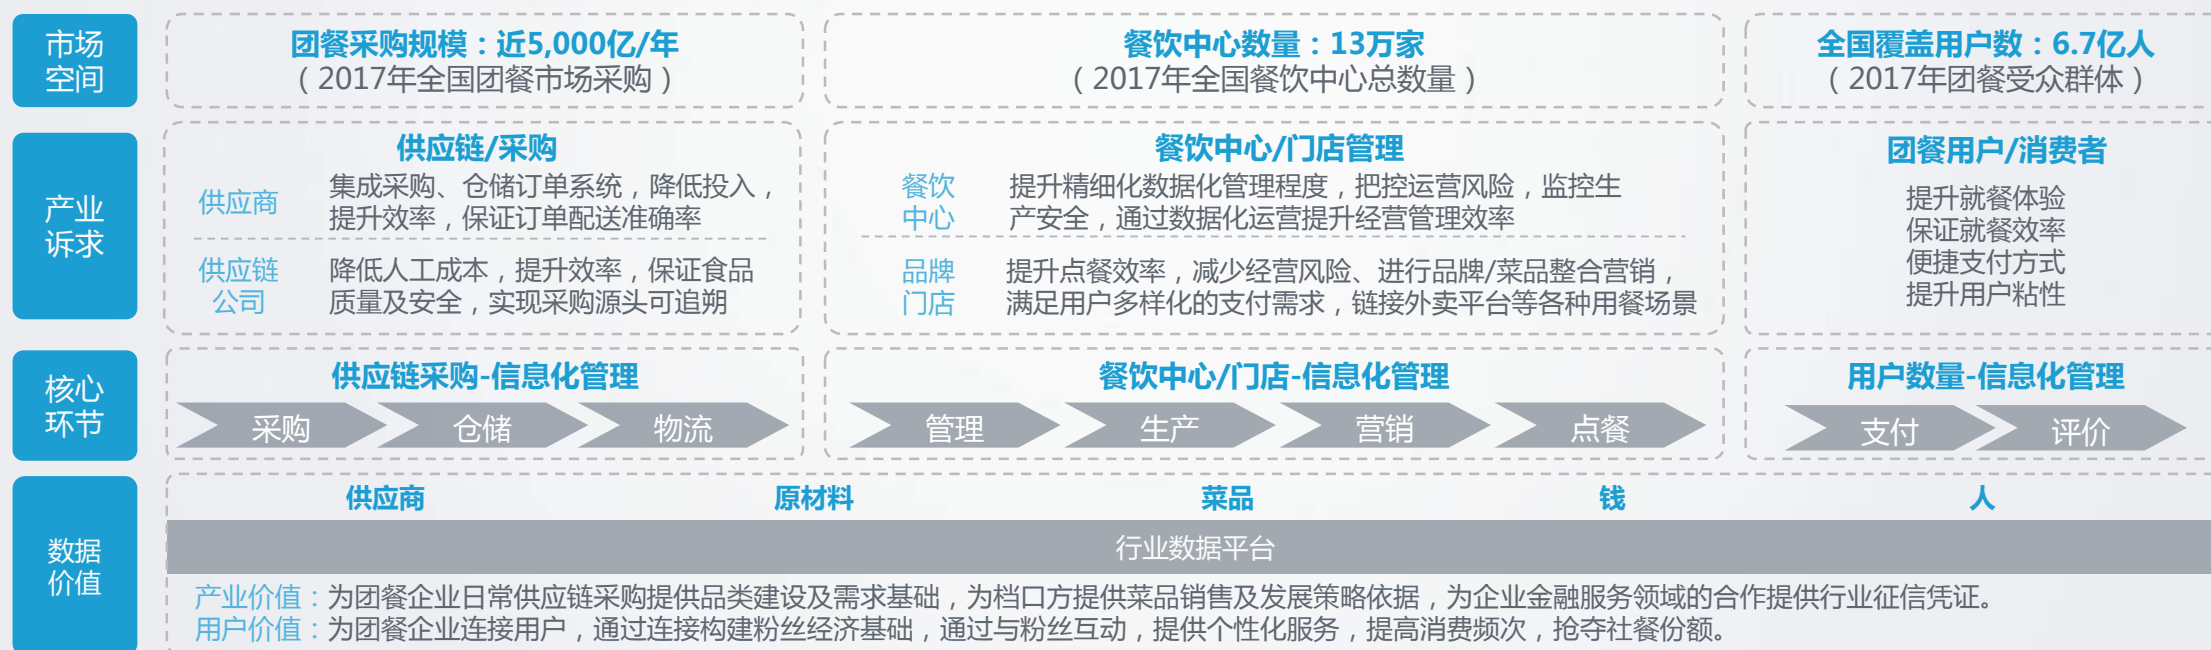 市场
空间
团餐采购规模：近5,000亿/年
（2017年全国团餐市场采购）
餐饮中心数量：13万家
（2017年全国餐饮中心总数量）
全国覆盖用户数：6.7亿人
（2017年团餐受众群体）
产业
诉求
供应链/采购
供应商
集成采购、仓储订单系统，降低投入，
提升效率，保证订单配送准确率
供应链
公司
降低人工成本，提升效率，保证食品
质量及安全，实现采购源头可追朔
餐饮中心/门店管理
餐饮
中心
提升精细化数据化管理程度，把控运营风险，监控生
产安全，通过数据化运营提升经营管理效率
品牌
门店
提升点餐效率，减少经营风险、进行品牌/菜品整合营销，
满足用户多样化的支付需求，链接外卖平台等各种用餐场景
团餐用户/消费者
提升就餐体验
保证就餐效率
便捷支付方式
提升用户粘性
核心
环节
供应链采购-信息化管理
采购
仓储
物流
餐饮中心/门店-信息化管理
管理
生产
营销
点餐
用户数量-信息化管理
支付
评价
数据
价值
供应商
原材料
菜品
钱
人
行业数据平台
产业价值：为团餐企业日常供应链采购提供品类建设及需求基础，为档口方提供菜品销售及发展策略依据，为企业金融服务领域的合作提供行业征信凭证。
用户价值：为团餐企业连接用户，通过连接构建粉丝经济基础，通过与粉丝互动，提供个性化服务，提高消费频次，抢夺社餐份额。